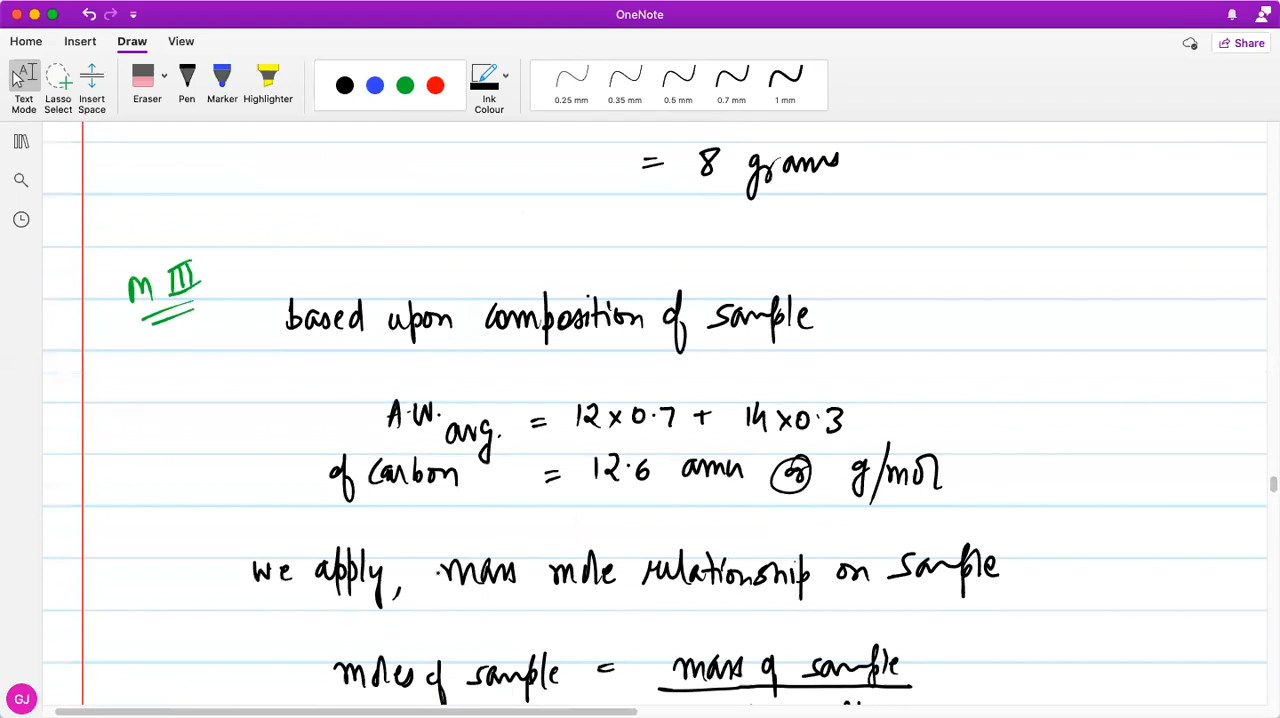 OneNote
Home Insert Draw View
Share
Text Mode
Lasso Select
Insert Space
Eraser
Pen
Marker
Highlighter
Ink Colour
0.25 mm 0.35 mm 0.5 mm 0.7 mm 1 mm
= 8 grams
M III
based upon composition of sample
A.W. avg. = 12 x 0.7 + 14 x 0.3
of carbon = 12.6 amu or g/mol
we apply, mass mole relationship on sample
moles of sample = mass of sample
GJ